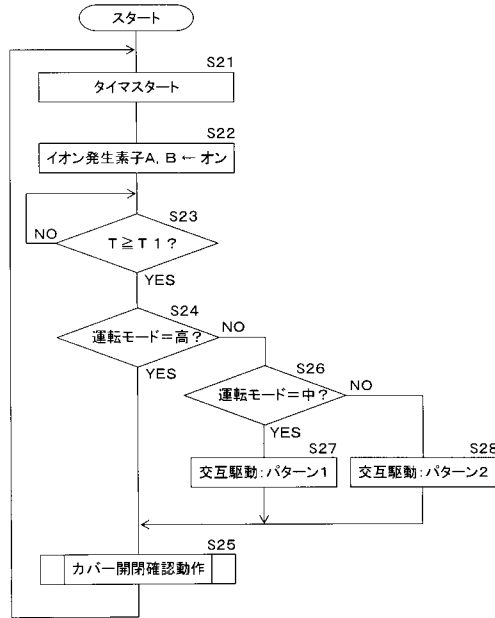 スタート
S21
タイマスタート
S22
イオン発生素子A, B ← オン
S23
NO
T ≧ T 1 ?
YES
S24
運転モード=高?
NO
YES
S26
運転モード=中?
NO
YES
S27
交互駆動:パターン1
S28
交互駆動:パターン2
S25
カバー開閉確認動作